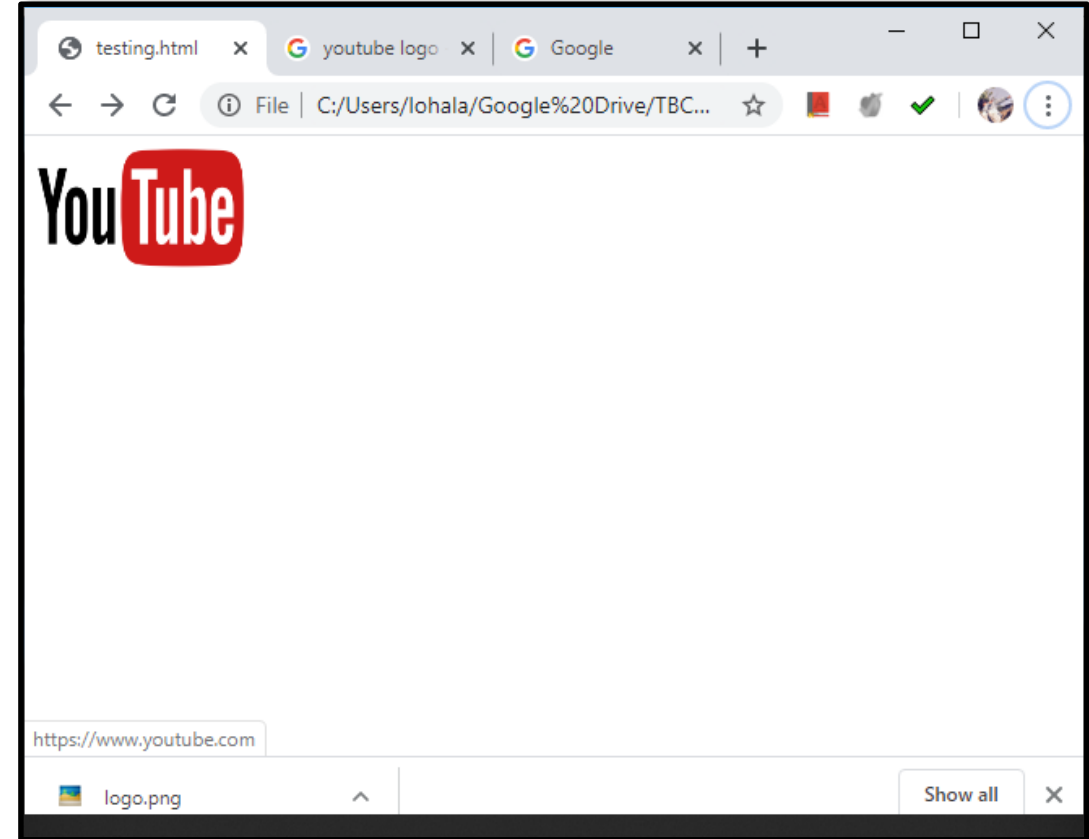 testing.html youtube logo Google
File C:/Users/lohala/Google%20Drive/TBC...
YouTube
https://www.youtube.com
logo.png Show all